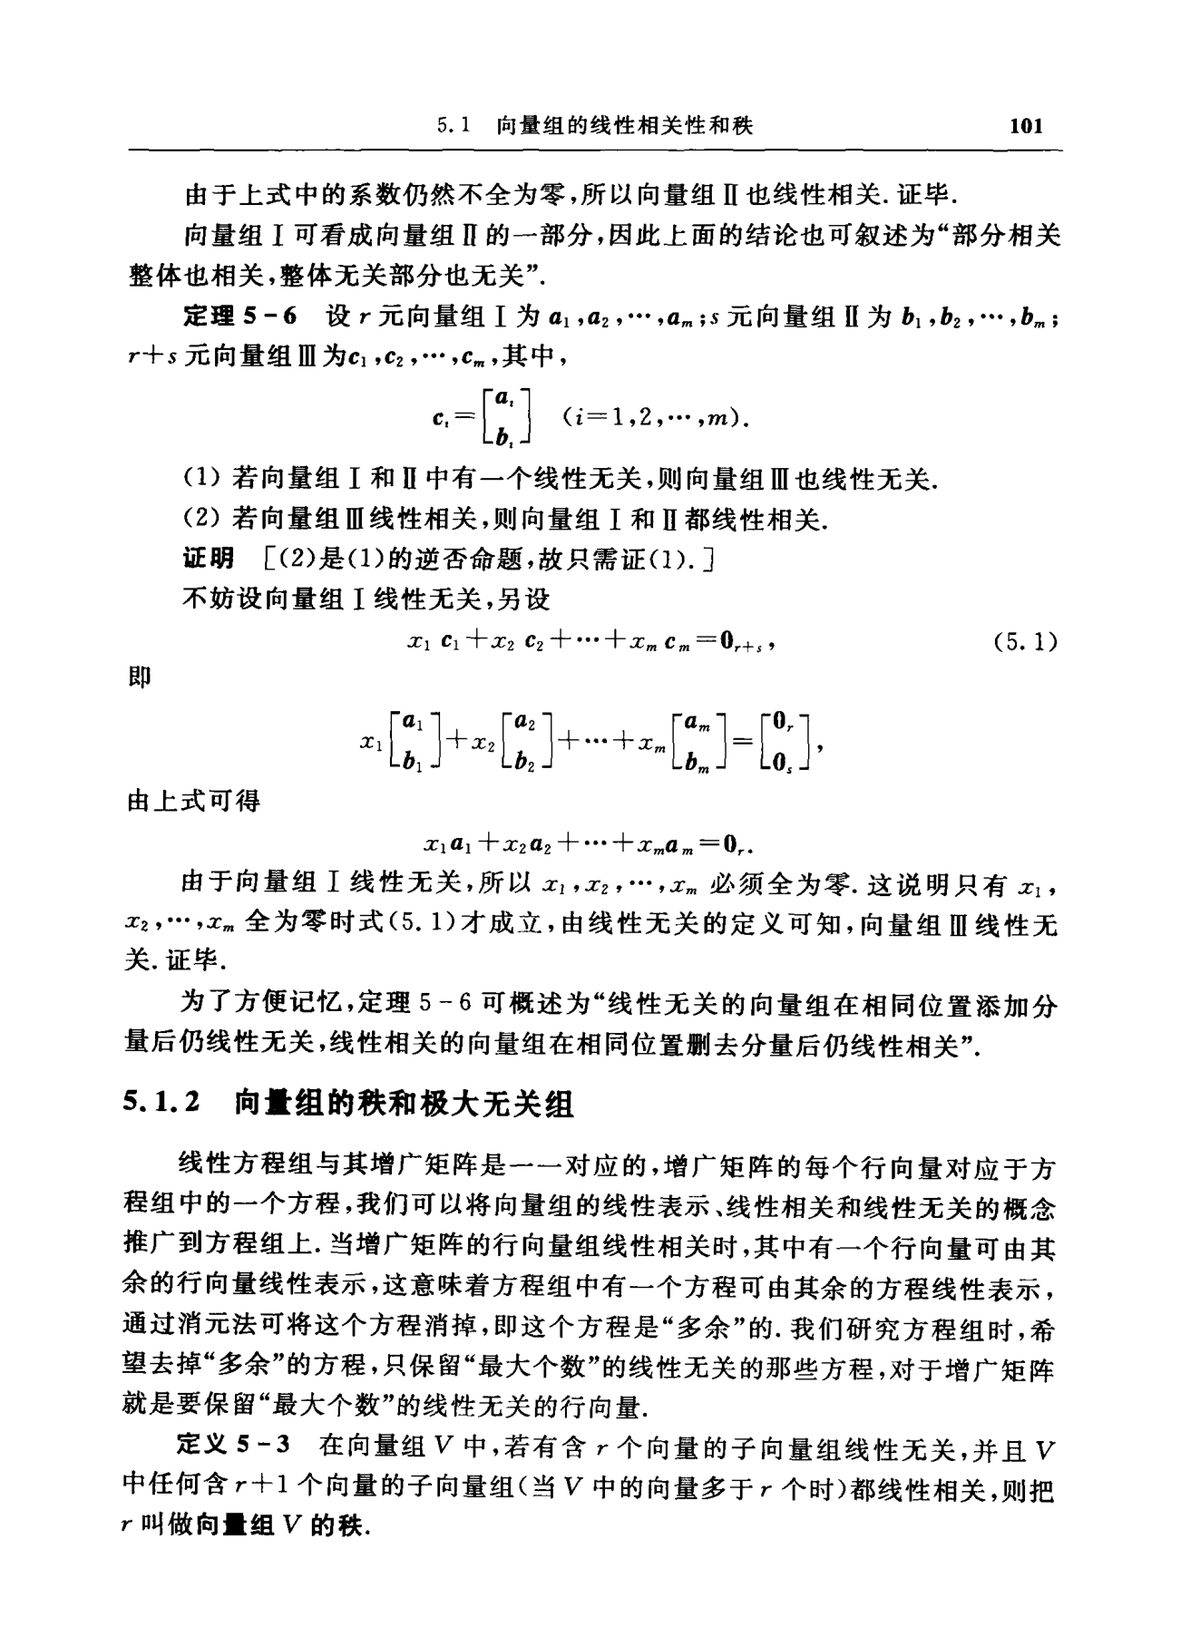 5.1 向量组的线性相关性和秩 101
由于上式中的系数仍然不全为零,所以向量组Ⅱ也线性相关.证毕.
向量组Ⅰ可看成向量组Ⅱ的一部分,因此上面的结论也可叙述为“部分相关
整体也相关,整体无关部分也无关”.
定理 5-6 设 r 元向量组Ⅰ为 a₁,a₂,⋯,aₘ;s 元向量组Ⅱ为 b₁,b₂,⋯,bₘ;
r+s 元向量组Ⅲ为c₁,c₂,⋯,cₘ,其中,
cᵢ=[aᵢ; bᵢ] (i=1,2,⋯,m).
(1) 若向量组Ⅰ和Ⅱ中有一个线性无关,则向量组Ⅲ也线性无关.
(2) 若向量组Ⅲ线性相关,则向量组Ⅰ和Ⅱ都线性相关.
证明 [(2)是(1)的逆否命题,故只需证(1).]
不妨设向量组Ⅰ线性无关,另设
x₁c₁+x₂c₂+⋯+xₘcₘ=0ᵣ₊ₛ, (5.1)
即
x₁[a₁; b₁]+x₂[a₂; b₂]+⋯+xₘ[aₘ; bₘ]=[0ᵣ; 0ₛ],
由上式可得
x₁a₁+x₂a₂+⋯+xₘaₘ=0ᵣ.
由于向量组Ⅰ线性无关,所以 x₁,x₂,⋯,xₘ 必须全为零.这说明只有 x₁,
x₂,⋯,xₘ 全为零时式(5.1)才成立,由线性无关的定义可知,向量组Ⅲ线性无
关.证毕.
为了方便记忆,定理 5-6 可概述为“线性无关的向量组在相同位置添加分
量后仍线性无关,线性相关的向量组在相同位置删去分量后仍线性相关”.
5.1.2 向量组的秩和极大无关组
线性方程组与其增广矩阵是一一对应的,增广矩阵的每个行向量对应于方
程组中的一个方程,我们可以将向量组的线性表示、线性相关和线性无关的概念
推广到方程组上.当增广矩阵的行向量组线性相关时,其中有一个行向量可由其
余的行向量线性表示,这意味着方程组中有一个方程可由其余的方程线性表示,
通过消元法可将这个方程消掉,即这个方程是“多余”的.我们研究方程组时,希
望去掉“多余”的方程,只保留“最大个数”的线性无关的那些方程,对于增广矩阵
就是要保留“最大个数”的线性无关的行向量.
定义 5-3 在向量组 V 中,若有含 r 个向量的子向量组线性无关,并且 V
中任何含 r+1 个向量的子向量组(当 V 中的向量多于 r 个时)都线性相关,则把
r 叫做向量组 V 的秩.